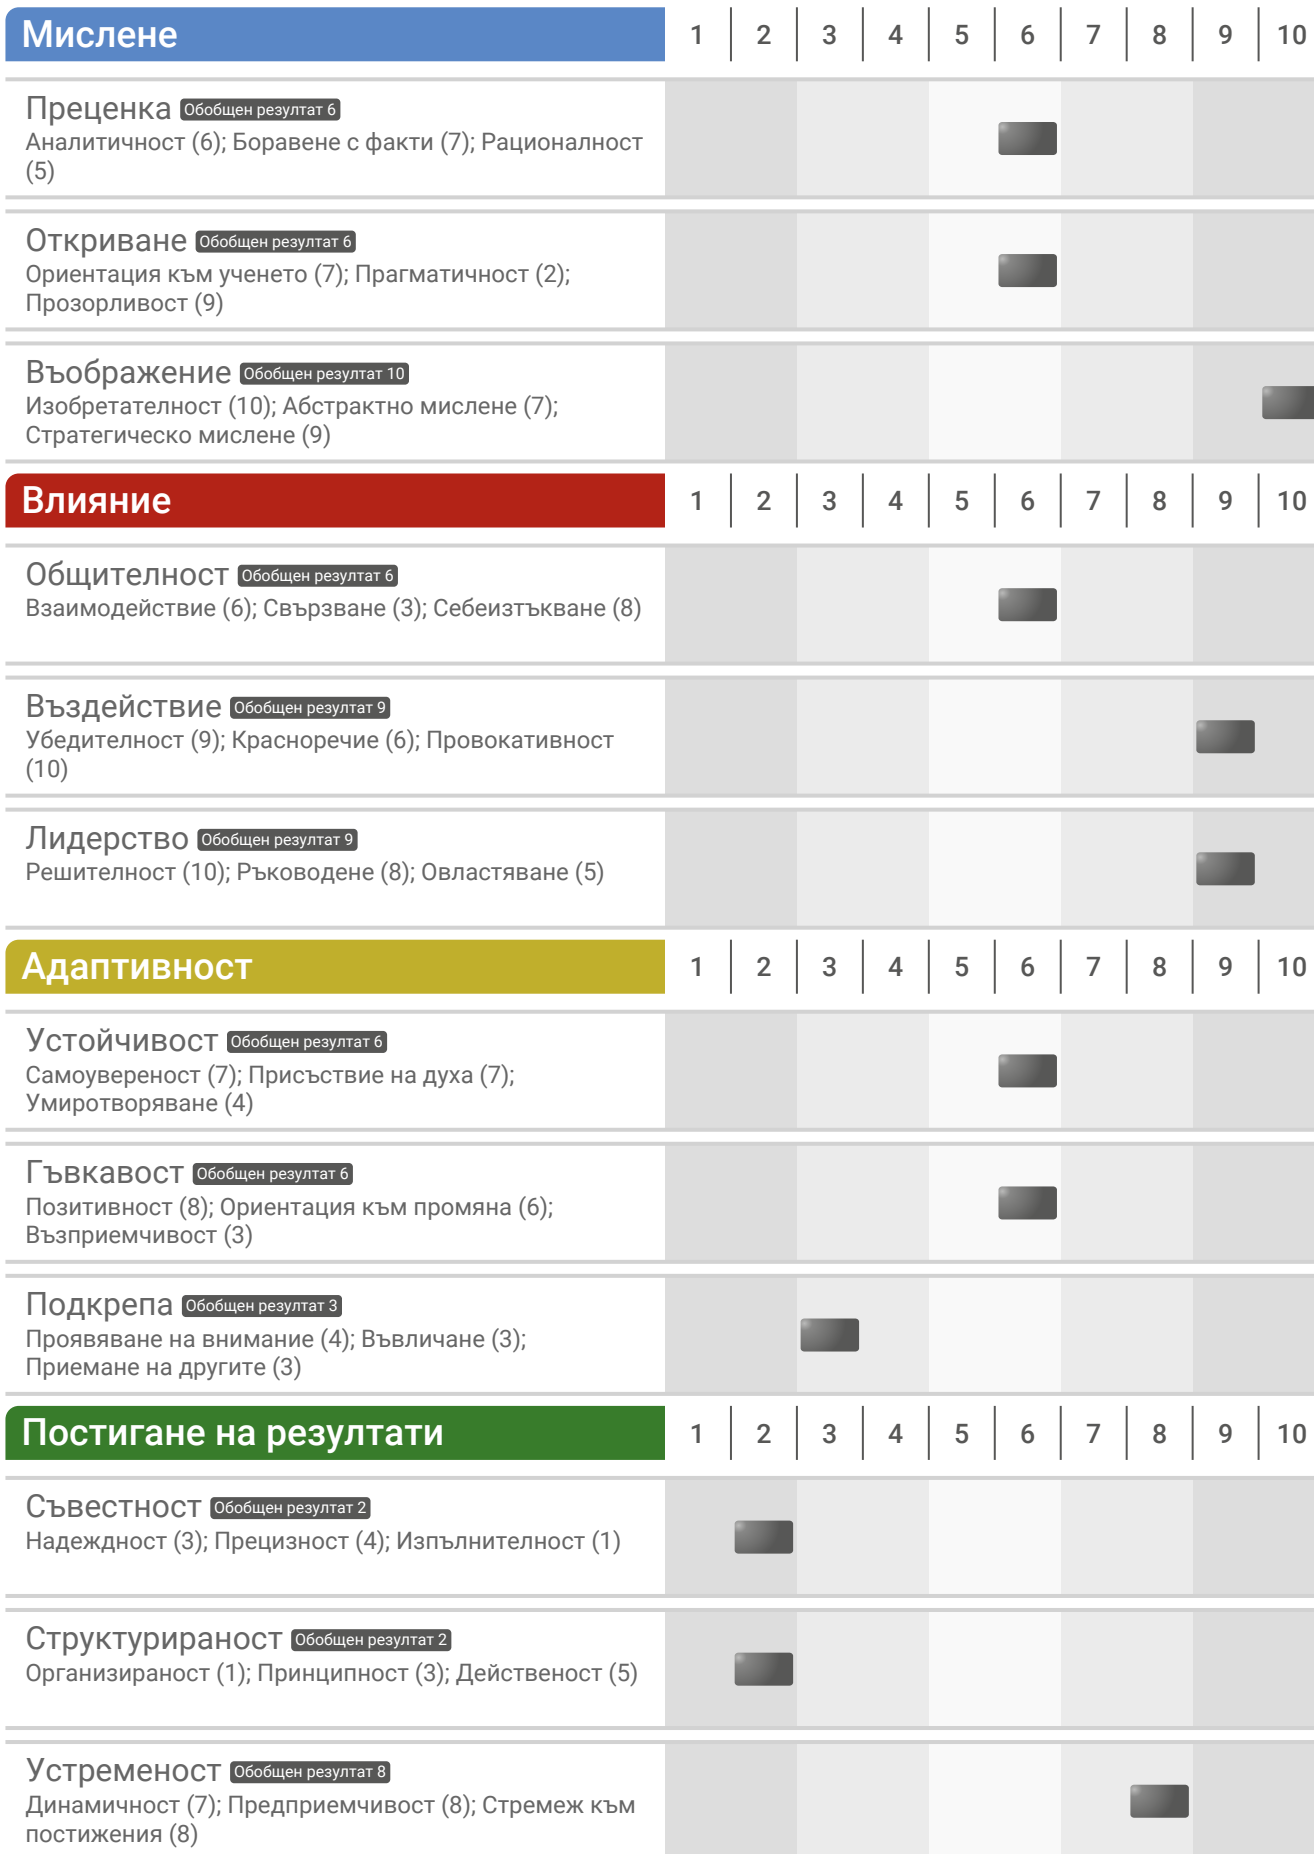 Мислене 1 2 3 4 5 6 7 8 9 10
Преценка Обобщен резултат 6
Аналитичност (6); Боравене с факти (7); Рационалност
(5)
Откриване Обобщен резултат 6
Ориентация към ученето (7); Прагматичност (2);
Прозорливост (9)
Въображение Обобщен резултат 10
Изобретателност (10); Абстрактно мислене (7);
Стратегическо мислене (9)
Влияние 1 2 3 4 5 6 7 8 9 10
Общителност Обобщен резултат 6
Взаимодействие (6); Свързване (3); Себеизтъкване (8)
Въздействие Обобщен резултат 9
Убедителност (9); Красноречие (6); Провокативност
(10)
Лидерство Обобщен резултат 9
Решителност (10); Ръководене (8); Овластяване (5)
Адаптивност 1 2 3 4 5 6 7 8 9 10
Устойчивост Обобщен резултат 6
Самоувереност (7); Присъствие на духа (7);
Умиротворяване (4)
Гъвкавост Обобщен резултат 6
Позитивност (8); Ориентация към промяна (6);
Възприемчивост (3)
Подкрепа Обобщен резултат 3
Проявяване на внимание (4); Въвличане (3);
Приемане на другите (3)
Постигане на резултати 1 2 3 4 5 6 7 8 9 10
Съвестност Обобщен резултат 2
Надеждност (3); Прецизност (4); Изпълнителност (1)
Структурираност Обобщен резултат 2
Организираност (1); Принципност (3); Действеност (5)
Устременост Обобщен резултат 8
Динамичност (7); Предприемчивост (8); Стремеж към
постижения (8)